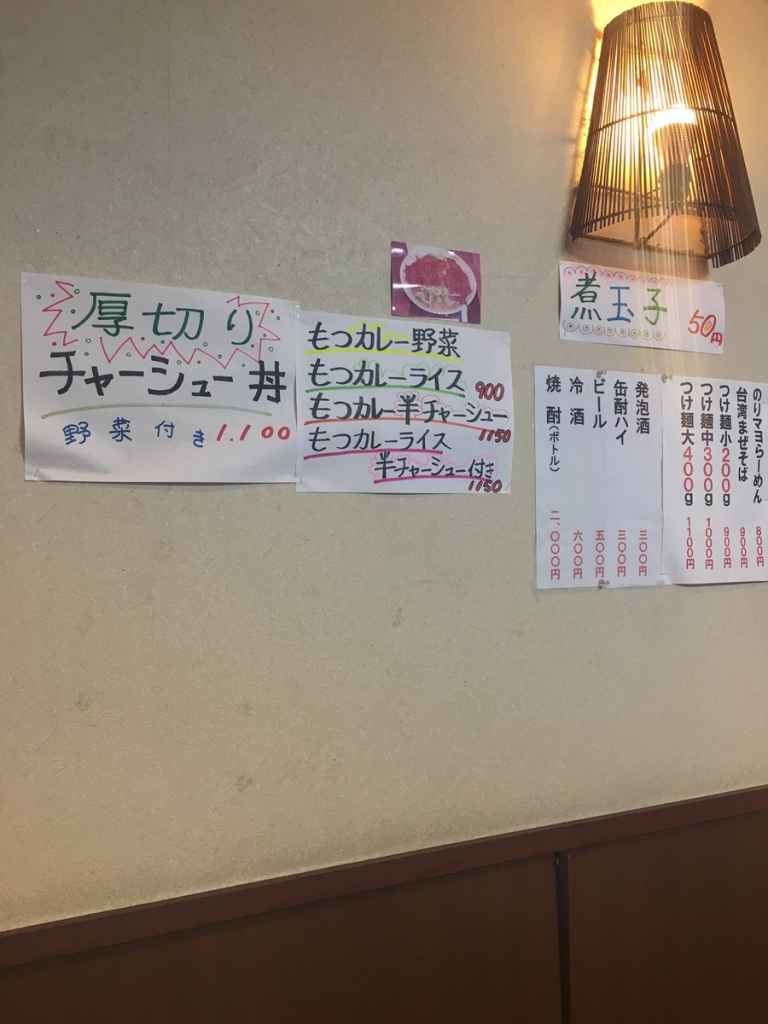 厚切り
チャーシュー丼
野菜付き 1.100
もつカレー野菜
もつカレーライス 900
もつカレー半チャーシュー 1150
もつカレーライス
半チャーシュー付き 1150
煮玉子 50円
のりマヨらーめん 800円
台湾まぜそば 900円
つけ麺小200g 900円
つけ麺中300g 1000円
つけ麺大400g 1100円
発泡酒 三〇〇円
缶酎ハイ 三〇〇円
ビール 五〇〇円
冷酒 六〇〇円
焼酎(ボトル) 二、〇〇〇円